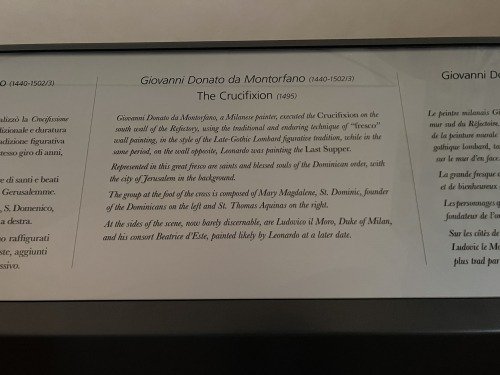 O (1440-1502/3)
alizzò la Crocifissione
dizionale e duratura
adizione figurativa
tesso giro di anni,
te di santi e beati
Gerusalemme.
, S. Domenico,
a destra.
no raffigurati
ste, aggiunti
ssivo.
Giovanni Donato da Montorfano (1440-1502/3)
The Crucifixion (1495)
Giovanni Donato da Montorfano, a Milanese painter, executed the Crucifixion on the
south wall of the Refectory, using the traditional and enduring technique of "fresco"
wall painting, in the style of the Late-Gothic Lombard figurative tradition, while in the
same period, on the wall opposite, Leonardo was painting the Last Supper.
Represented in this great fresco are saints and blessed souls of the Dominican order, with
the city of Jerusalem in the background.
The group at the foot of the cross is composed of Mary Magdalene, St. Dominic, founder
of the Dominicans on the left and St. Thomas Aquinas on the right.
At the sides of the scene, now barely discernable, are Ludovico il Moro, Duke of Milan,
and his consort Beatrice d'Este, painted likely by Leonardo at a later date.
Giovanni Do
Le peintre milanais Gi
mur sud du Réfectoire,
de la peinture murale
gothique lombard, ta
sur le mur d'en face
La grande fresque
et de bienheureux
Les personnages q
fondateur de l'or
Sur les côtés de
Ludovic le Mo
plus tard par